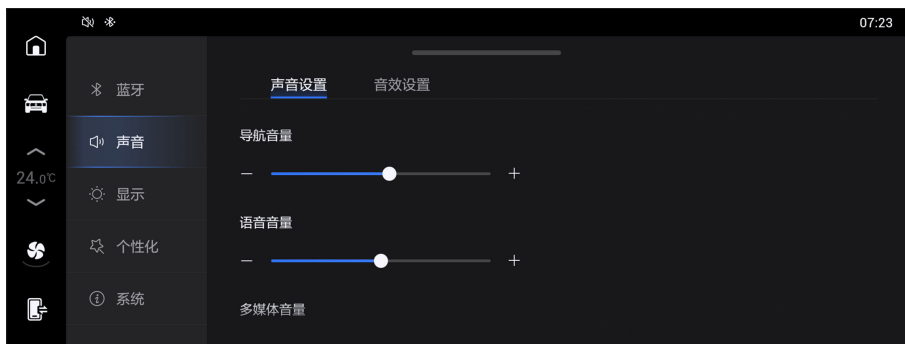 07:23
蓝牙
声音
显示
个性化
系统
24.0℃
声音设置 音效设置
导航音量
− +
语音音量
− +
多媒体音量